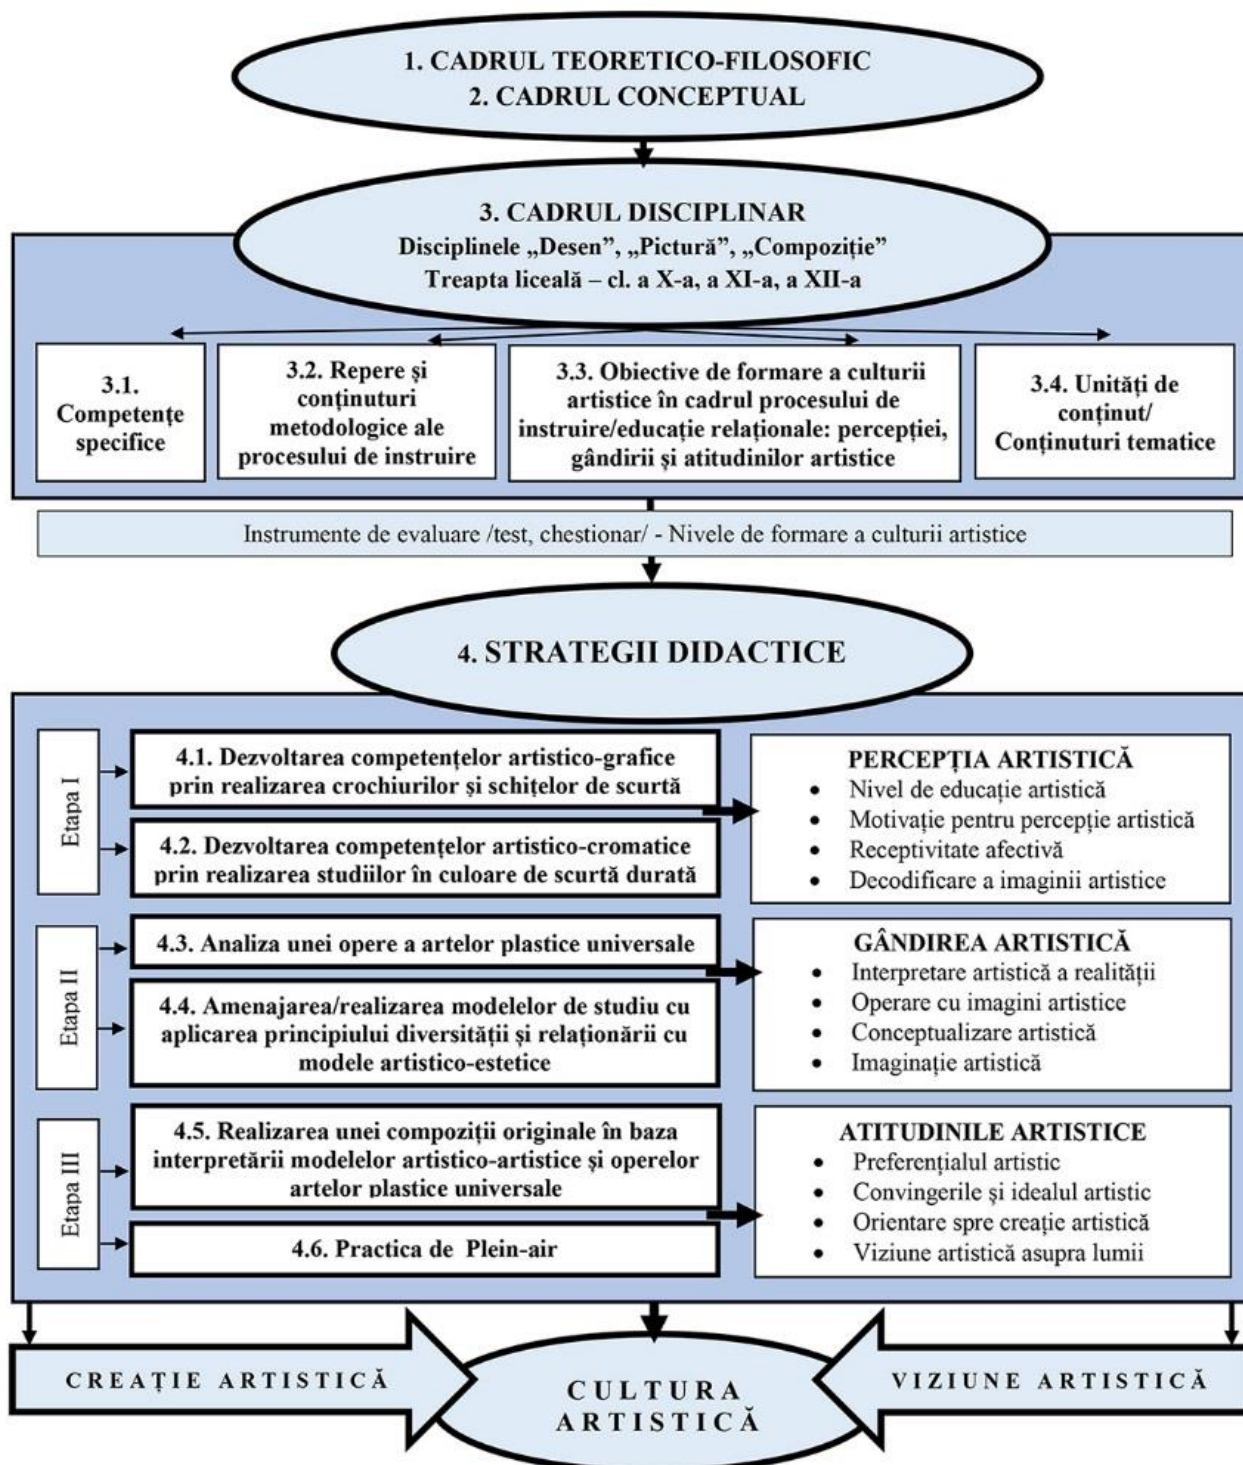 1. CADRUL TEORETICO-FILOSOFIC
2. CADRUL CONCEPTUAL
3. CADRUL DISCIPLINAR
Disciplinele „Desen”, „Pictură”, „Compoziție”
Treapta liceală – cl. a X-a, a XI-a, a XII-a
3.1.
Competențe
specifice
3.2. Repere și
conținuturi
metodologice ale
procesului de instruire
3.3. Obiective de formare a culturii
artistice în cadrul procesului de
instruire/educație relaționale: percepției,
gândirii și atitudinilor artistice
3.4. Unități de
conținut/
Conținuturi tematice
Instrumente de evaluare /test, chestionar/ - Nivele de formare a culturii artistice
4. STRATEGII DIDACTICE
Etapa I
4.1. Dezvoltarea competențelor artistico-grafice
prin realizarea crochiurilor și schițelor de scurtă
4.2. Dezvoltarea competențelor artistico-cromatice
prin realizarea studiilor în culoare de scurtă durată
PERCEPȚIA ARTISTICĂ
• Nivel de educație artistică
• Motivație pentru percepție artistică
• Receptivitate afectivă
• Decodificare a imaginii artistice
Etapa II
4.3. Analiza unei opere a artelor plastice universale
4.4. Amenajarea/realizarea modelelor de studiu cu
aplicarea principiului diversității și relaționării cu
modele artistico-estetice
GÂNDIREA ARTISTICĂ
• Interpretare artistică a realității
• Operare cu imagini artistice
• Conceptualizare artistică
• Imaginație artistică
Etapa III
4.5. Realizarea unei compoziții originale în baza
interpretării modelelor artistico-artistice și operelor
artelor plastice universale
4.6. Practica de Plein-air
ATITUDINILE ARTISTICE
• Preferențialul artistic
• Convingerile și idealul artistic
• Orientare spre creație artistică
• Viziune artistică asupra lumii
CREAȚIE ARTISTICĂ
CULTURA
ARTISTICĂ
VIZIUNE ARTISTICĂ